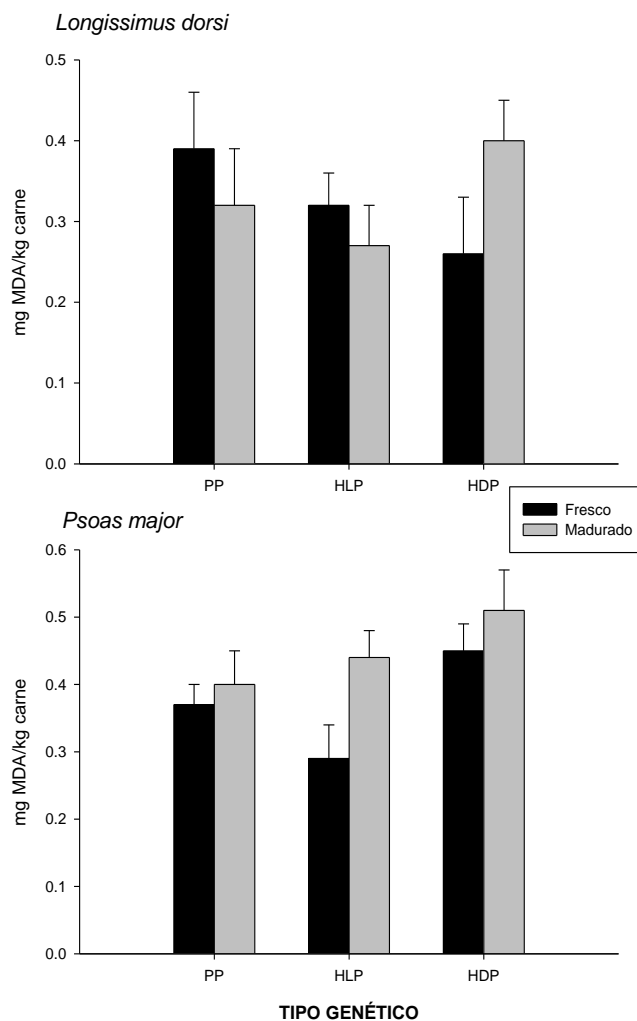 Longissimus dorsi
0.5
0.4
0.3
0.2
0.1
0.0
mg MDA/kg carne
PP HLP HDP
Fresco
Madurado
Psoas major
0.6
0.5
0.4
0.3
0.2
0.1
0.0
mg MDA/kg carne
PP HLP HDP
TIPO GENÉTICO